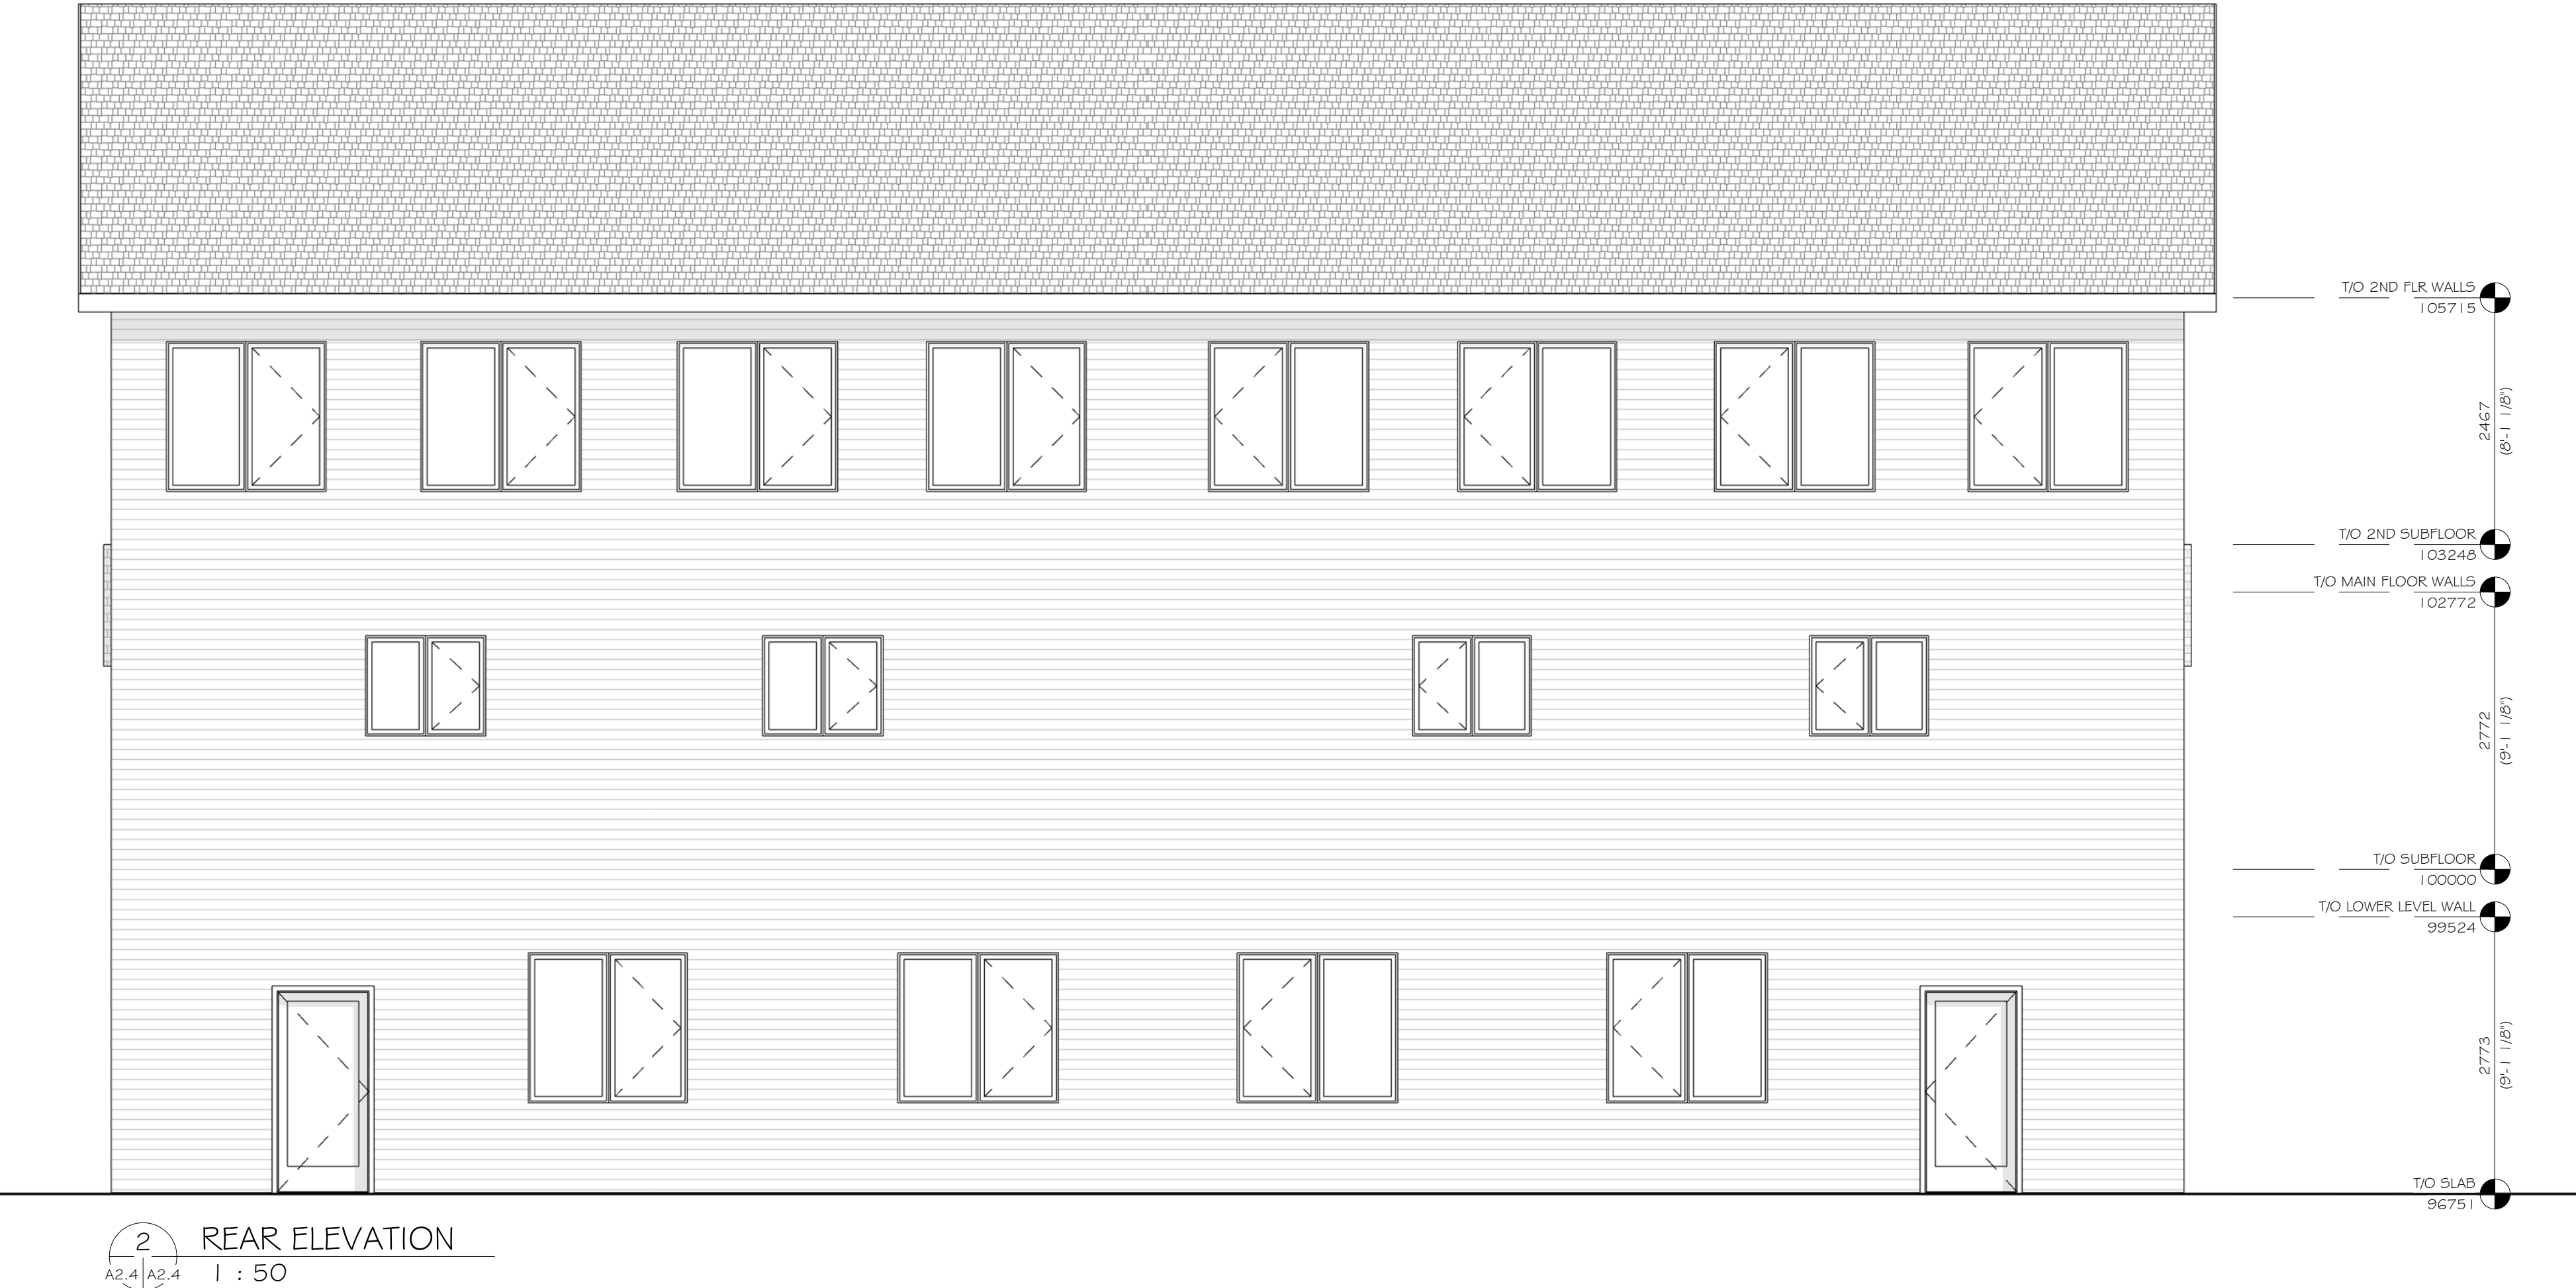 T/O 2ND FLR WALLS
105715
2467
(8'-1 1/8")
T/O 2ND SUBFLOOR
103248
T/O MAIN FLOOR WALLS
102772
2772
(9'-1 1/8")
T/O SUBFLOOR
100000
T/O LOWER LEVEL WALL
99524
2773
(9'-1 1/8")
T/O SLAB
96751
2
REAR ELEVATION
A2.4 A2.4
1 : 50